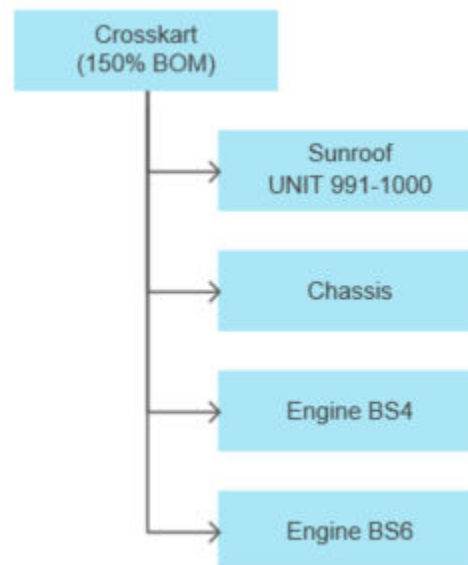 Crosskart
(150% BOM)
Sunroof
UNIT 991-1000
Chassis
Engine BS4
Engine BS6